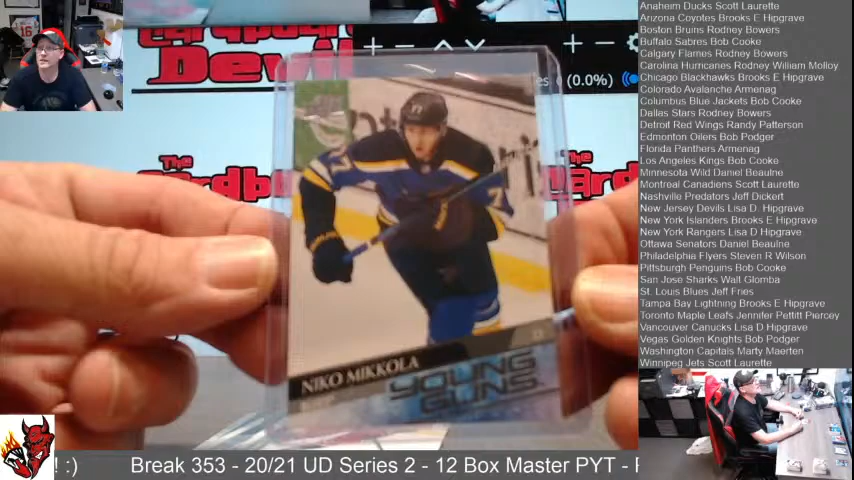 Cardboard
Devil
es (0.0%)
The
Cardb
The
ard
77
NIKO MIKKOLA
YOUNG
GUNS
Anaheim Ducks Scott Laurette
Arizona Coyotes Brooks E Hipgrave
Boston Bruins Rodney Bowers
Buffalo Sabres Bob Cooke
Calgary Flames Rodney Bowers
Carolina Hurricanes Rodney William Molloy
Chicago Blackhawks Brooks E Hipgrave
Colorado Avalanche Armonag
Columbus Blue Jackets Bob Cooke
Dallas Stars Rodney Bowers
Detroit Red Wings Randy Patterson
Edmonton Oilers Bob Podger
Florida Panthers Armonag
Los Angeles Kings Bob Cooke
Minnesota Wild Daniel Beaulne
Montreal Canadiens Scott Laurette
Nashville Predators Jeff Dickert
New Jersey Devils Lisa D. Hipgrave
New York Islanders Brooks E Hipgrave
New York Rangers Lisa D Hipgrave
Ottawa Senators Daniel Beaulne
Philadelphia Flyers Steven R Wilson
Pittsburgh Penguins Bob Cooke
San Jose Sharks Walt Glomba
St. Louis Blues Jeff Fries
Tampa Bay Lightning Brooks E Hipgrave
Toronto Maple Leafs Jennifer Pettitt Piercey
Vancouver Canucks Lisa D Hipgrave
Vegas Golden Knights Bob Podger
Washington Capitals Marty Maerten
Winnipeg Jets Scott Laurette
! :) Break 353 - 20/21 UD Series 2 - 12 Box Master PYT -